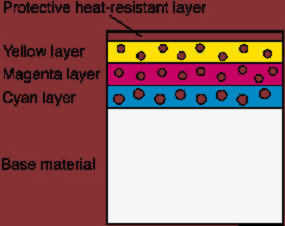 Protective heat-resistant layer
Yellow layer
Magenta layer
Cyan layer
Base material